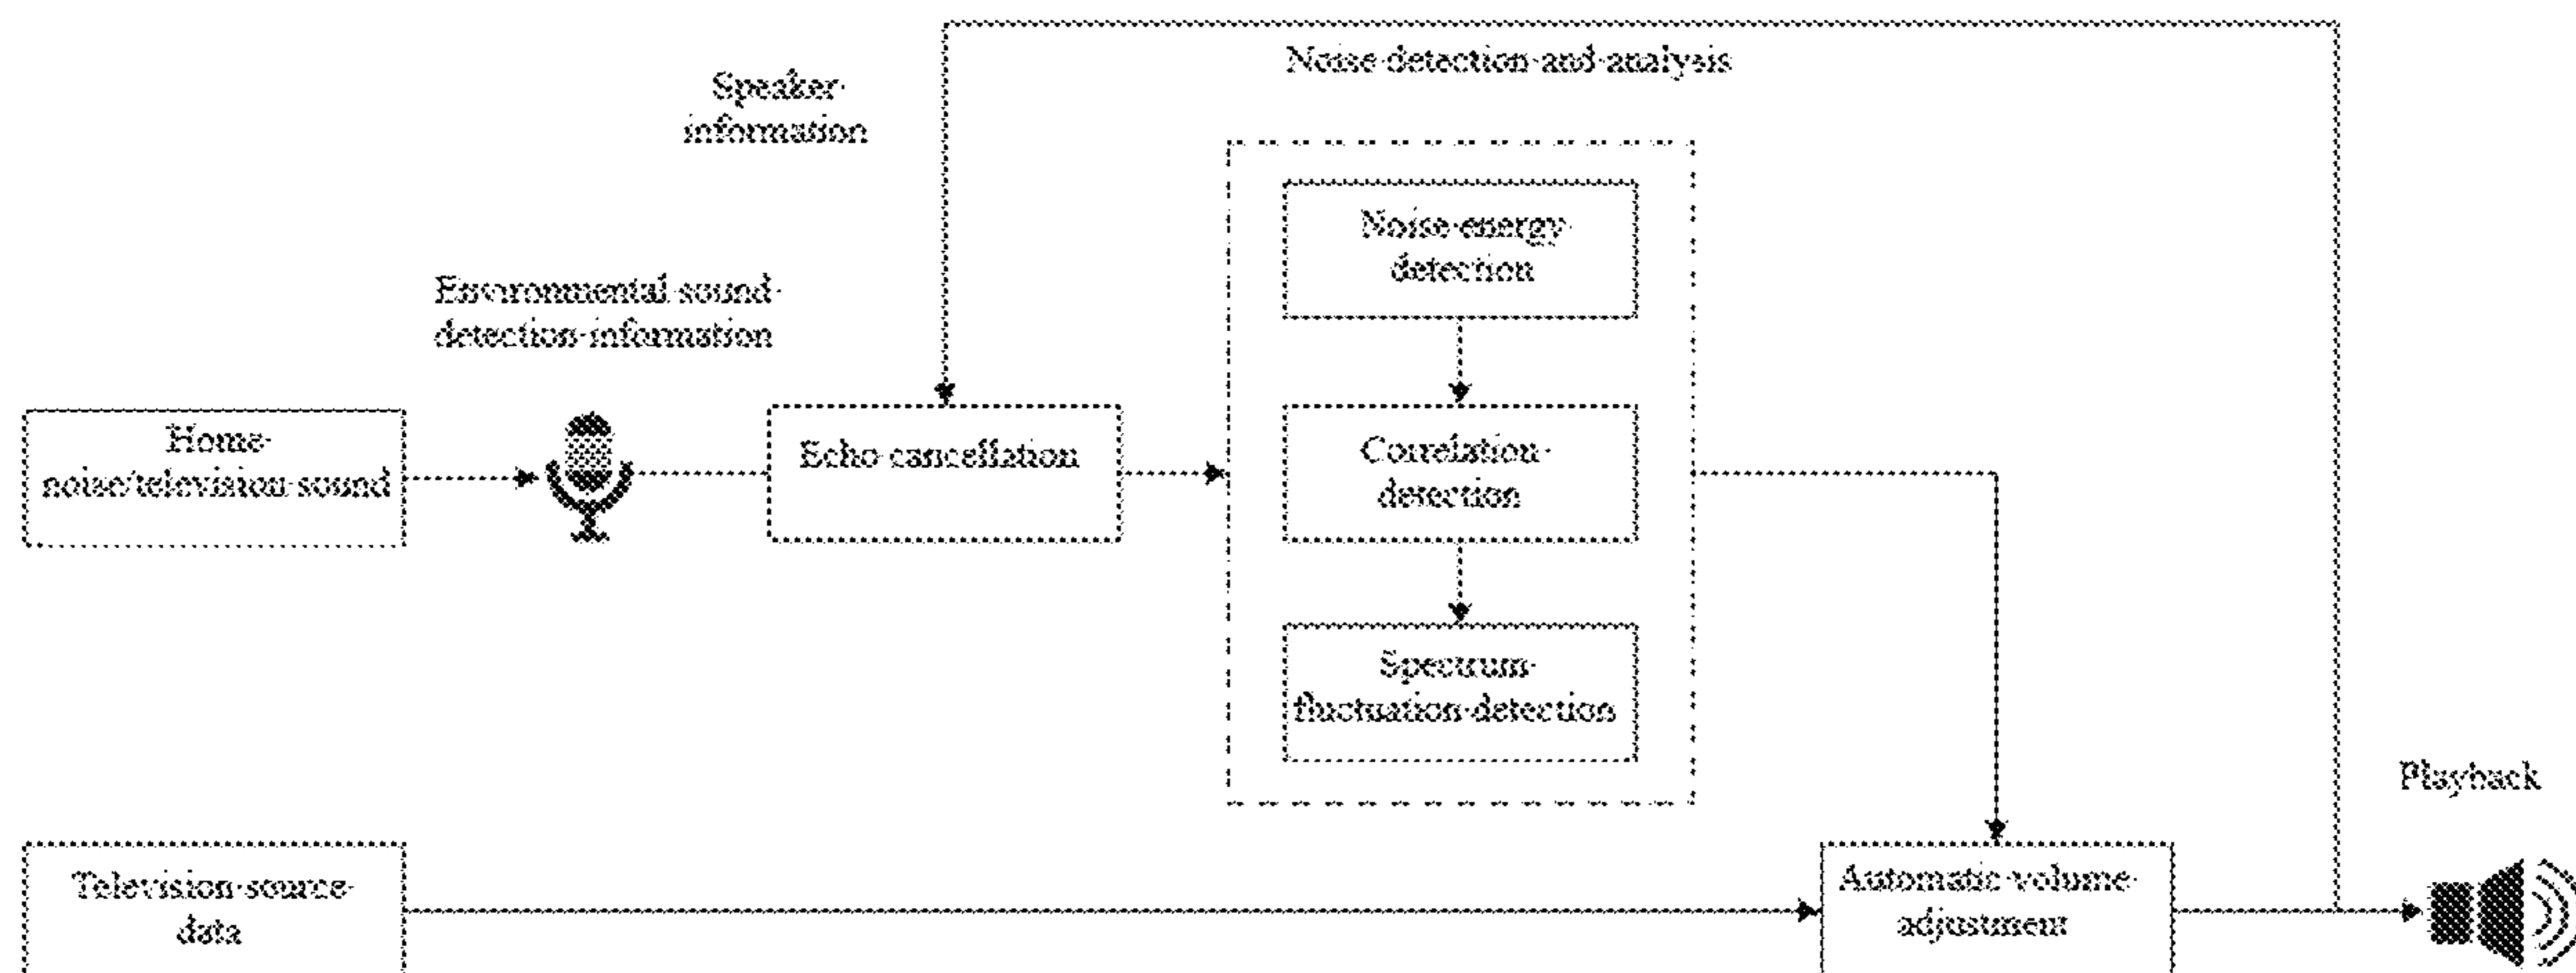 Noise detection and analysis
Speaker
information
Noise energy
detection
Environmental sound
detection information
Home
noise/television sound
Echo cancellation
Correlation
detection
Spectrum
fluctuation detection
Playback
Television source
data
Automatic volume
adjustment